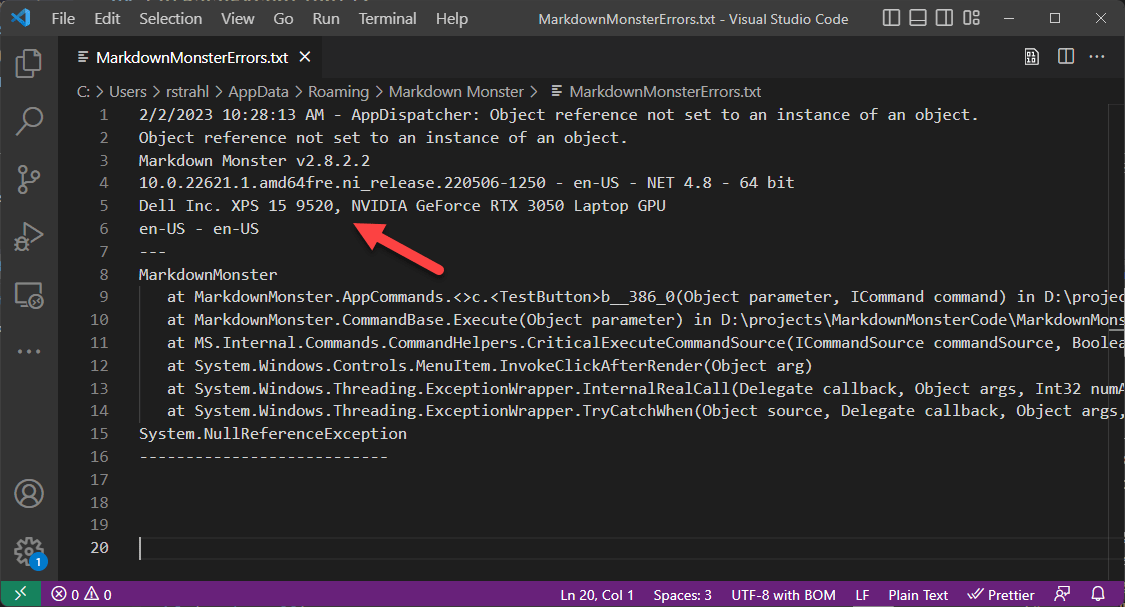 File Edit Selection View Go Run Terminal Help MarkdownMonsterErrors.txt - Visual Studio Code
MarkdownMonsterErrors.txt
C: > Users > rstrahl > AppData > Roaming > Markdown Monster > MarkdownMonsterErrors.txt
1 2/2/2023 10:28:13 AM - AppDispatcher: Object reference not set to an instance of an object.
2 Object reference not set to an instance of an object.
3 Markdown Monster v2.8.2.2
4 10.0.22621.1.amd64fre.ni_release.220506-1250 - en-US - NET 4.8 - 64 bit
5 Dell Inc. XPS 15 9520, NVIDIA GeForce RTX 3050 Laptop GPU
6 en-US - en-US
7 ---
8 MarkdownMonster
9 at MarkdownMonster.AppCommands.<>c.<TestButton>b__386_0(Object parameter, ICommand command) in D:\projec
10 at MarkdownMonster.CommandBase.Execute(Object parameter) in D:\projects\MarkdownMonsterCode\MarkdownMons
11 at MS.Internal.Commands.CommandHelpers.CriticalExecuteCommandSource(ICommandSource commandSource, Boolea
12 at System.Windows.Controls.MenuItem.InvokeClickAfterRender(Object arg)
13 at System.Windows.Threading.ExceptionWrapper.InternalRealCall(Delegate callback, Object args, Int32 numA
14 at System.Windows.Threading.ExceptionWrapper.TryCatchWhen(Object source, Delegate callback, Object args,
15 System.NullReferenceException
16 ---------------------------
17
18
19
20
1
0 0 Ln 20, Col 1 Spaces: 3 UTF-8 with BOM LF Plain Text Prettier